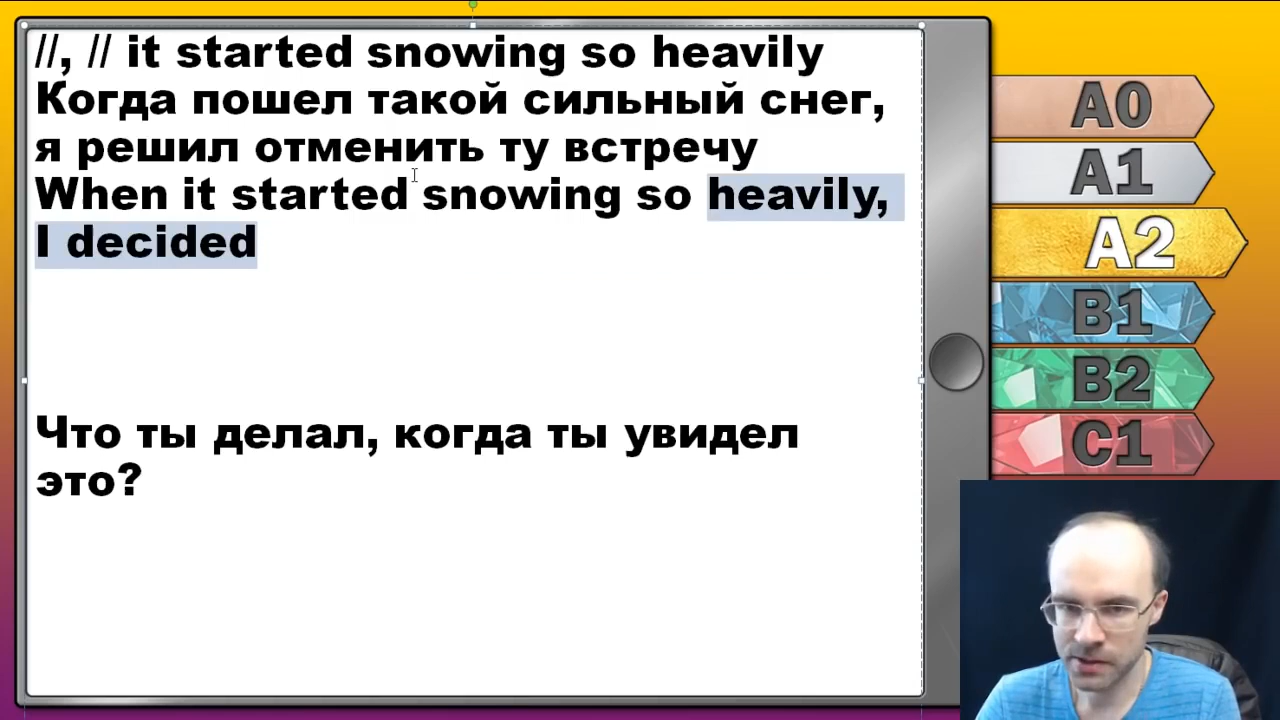 //, // it started snowing so heavily
Когда пошел такой сильный снег,
я решил отменить ту встречу
When it started snowing so heavily,
I decided
Что ты делал, когда ты увидел
это?
A0
A1
A2
B1
B2
C1